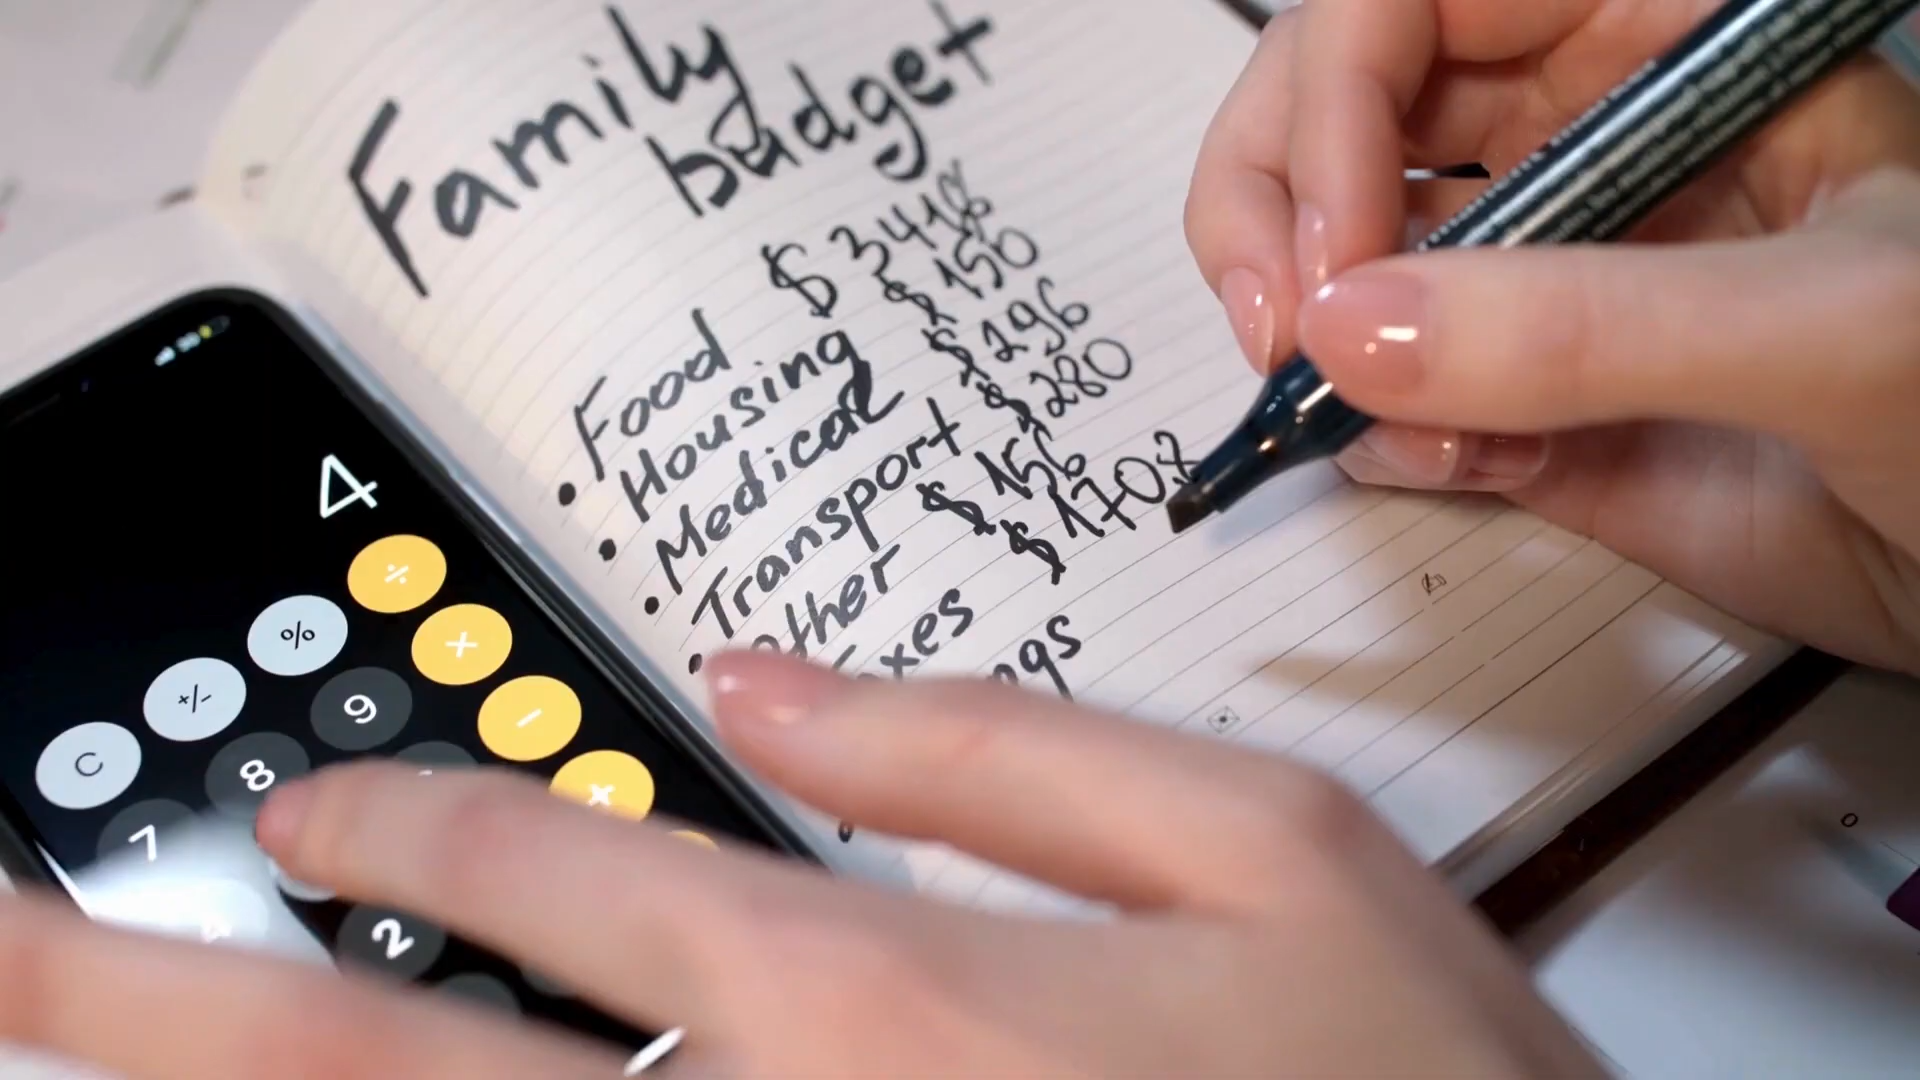 Family
budget
• Food $ 3418
• Housing $ 150
• Medical $ 296
• Transport $ 280
• other $ 156
$ 1708
4
÷
% ×
+/- 9 −
C 8
7
2